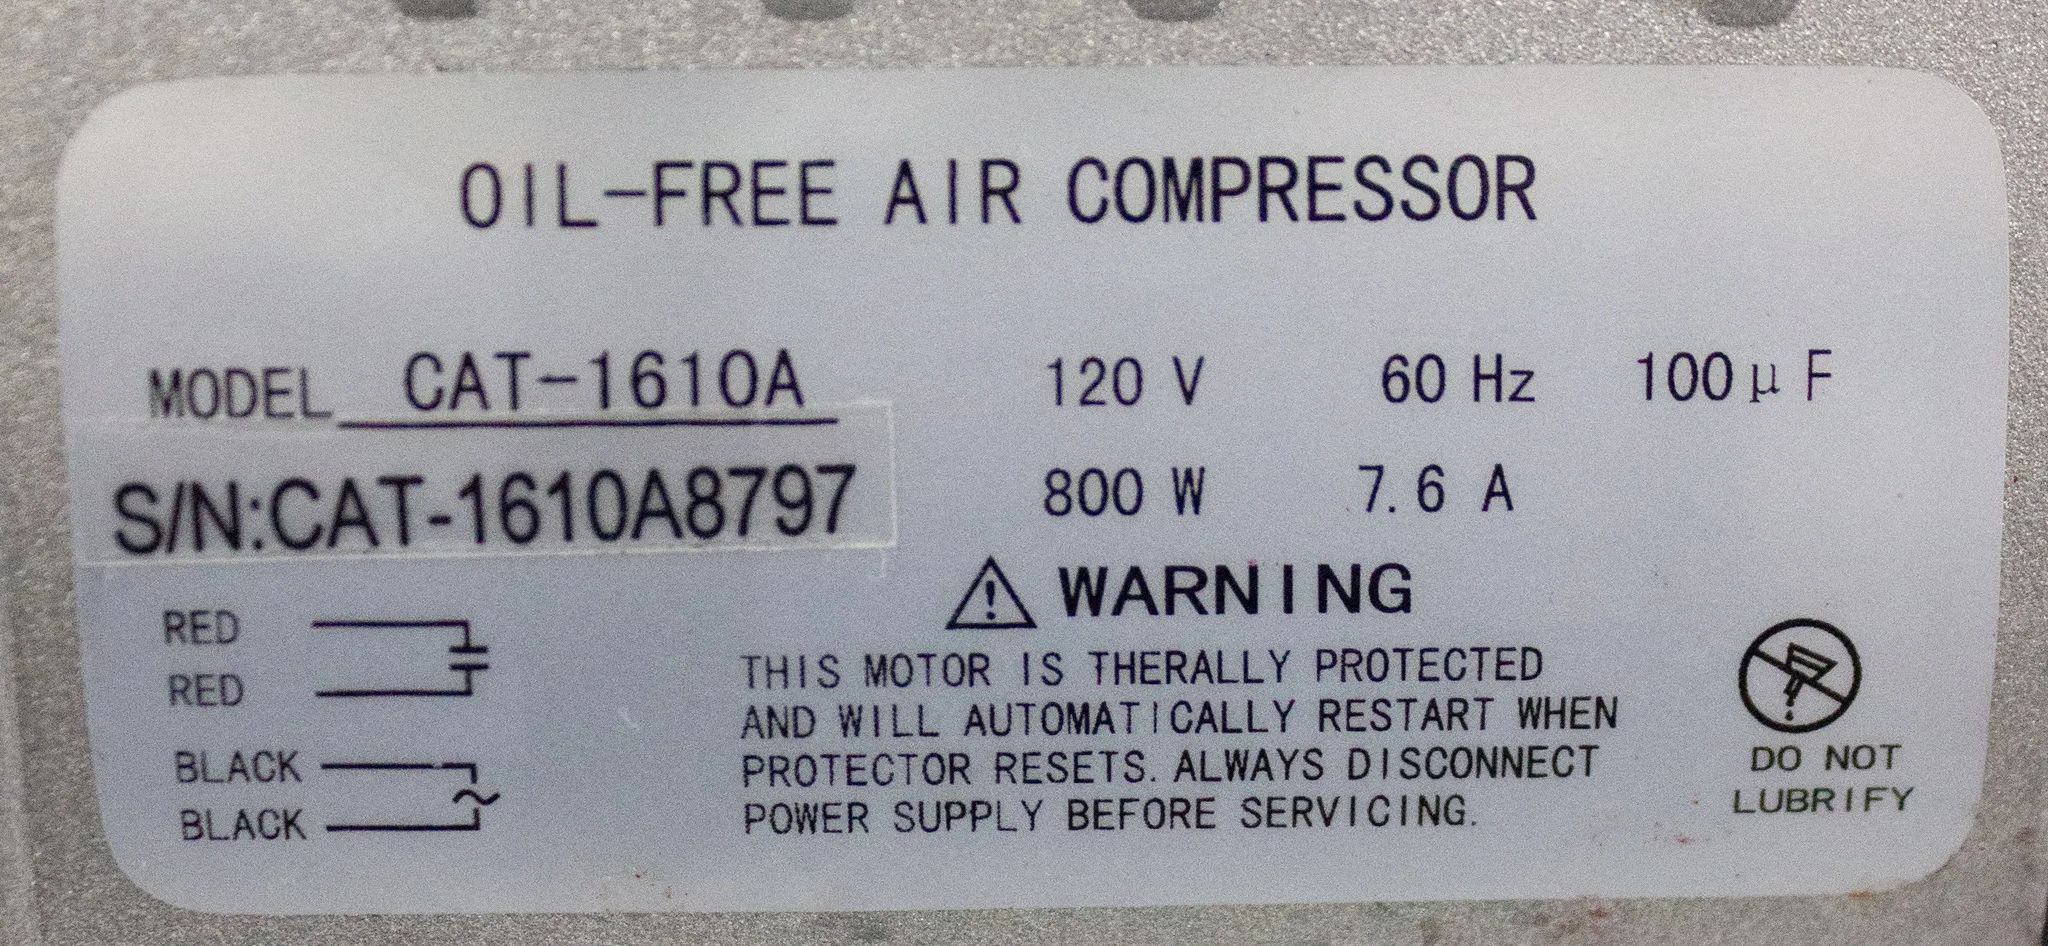 OIL-FREE AIR COMPRESSOR
MODEL CAT-1610A 120 V 60 Hz 100 μ F
S/N:CAT-1610A8797 800 W 7.6 A
RED
RED
BLACK
BLACK
WARNING
THIS MOTOR IS THERALLY PROTECTED
AND WILL AUTOMATICALLY RESTART WHEN
PROTECTOR RESETS. ALWAYS DISCONNECT
POWER SUPPLY BEFORE SERVICING.
DO NOT
LUBRIFY